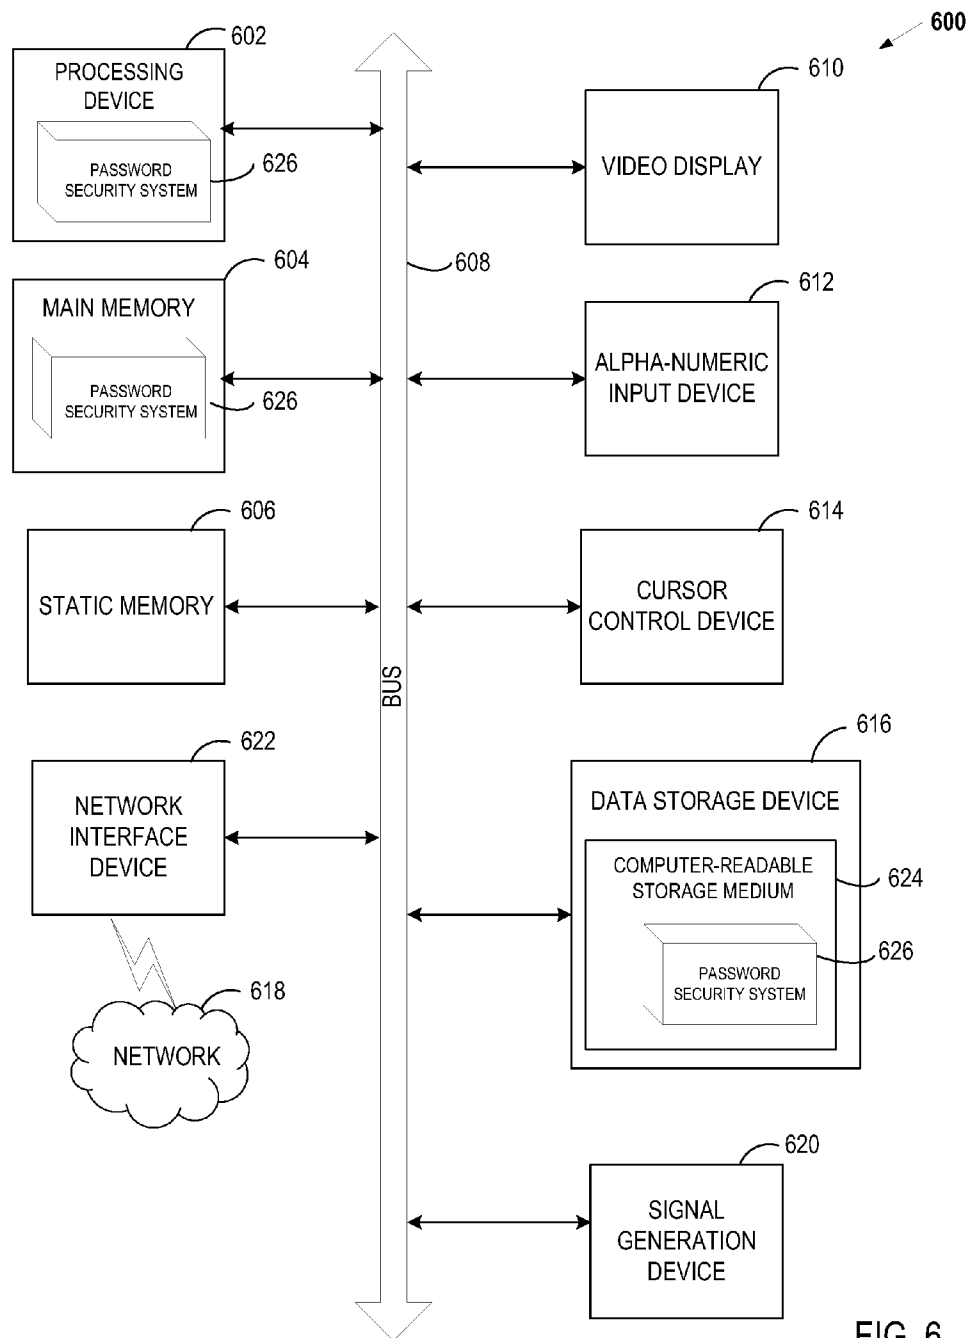 600
602
PROCESSING
DEVICE
PASSWORD
SECURITY SYSTEM
626
610
VIDEO DISPLAY
608
604
MAIN MEMORY
PASSWORD
SECURITY SYSTEM
626
612
ALPHA-NUMERIC
INPUT DEVICE
606
STATIC MEMORY
614
CURSOR
CONTROL DEVICE
BUS
622
NETWORK
INTERFACE
DEVICE
616
DATA STORAGE DEVICE
COMPUTER-READABLE
STORAGE MEDIUM
624
PASSWORD
SECURITY SYSTEM
626
618
NETWORK
620
SIGNAL
GENERATION
DEVICE
FIG. 6